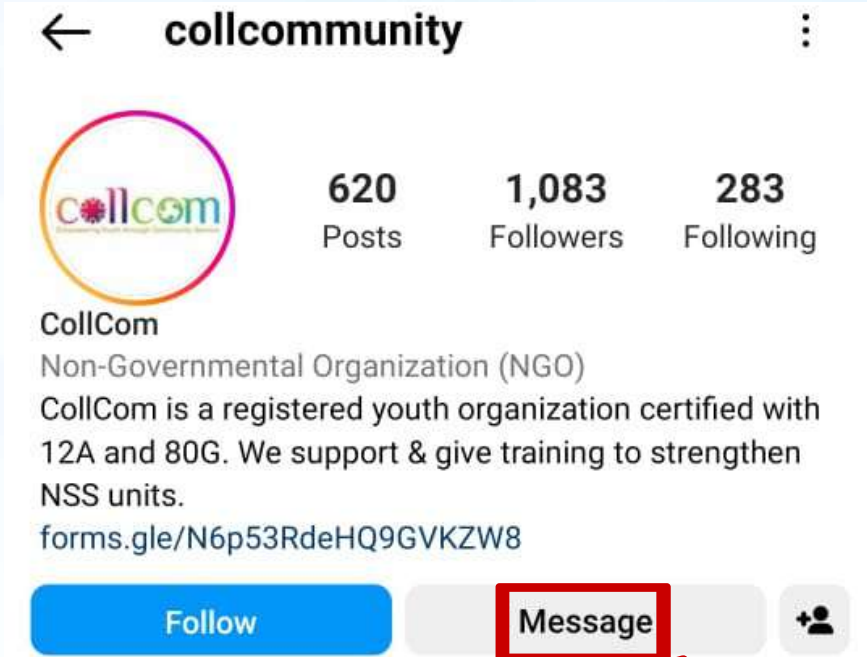 collcommunity
collcom
620 1,083 283
Posts Followers Following
CollCom
Non-Governmental Organization (NGO)
CollCom is a registered youth organization certified with
12A and 80G. We support & give training to strengthen
NSS units.
forms.gle/N6p53RdeHQ9GVKZW8
Follow Message